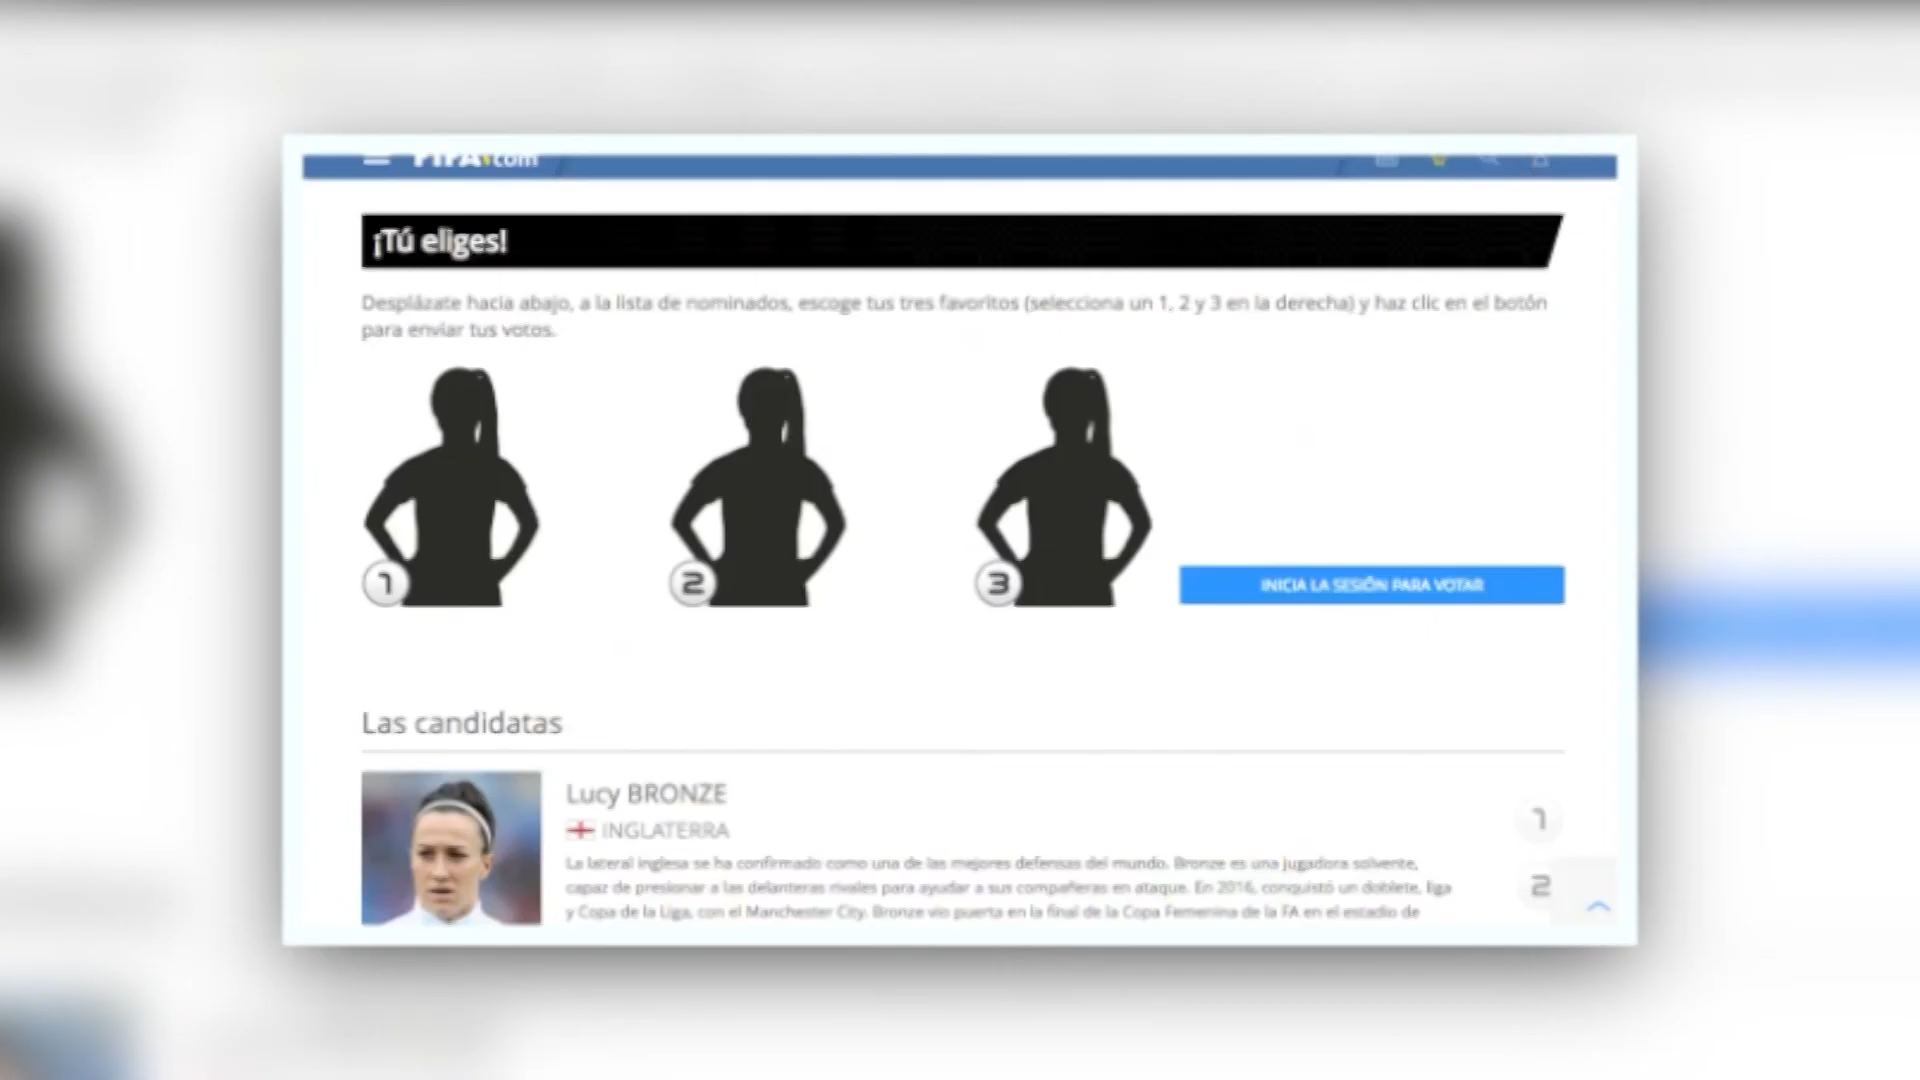 FIFA.com
¡Tú eliges!
Desplázate hacia abajo, a la lista de nominados, escoge tus tres favoritos (selecciona un 1, 2 y 3 en la derecha) y haz clic en el botón
para enviar tus votos.
1 2 3
INICIA LA SESIÓN PARA VOTAR
Las candidatas
Lucy BRONZE
INGLATERRA
1
La lateral inglesa se ha confirmado como una de las mejores defensas del mundo. Bronze es una jugadora solvente,
capaz de presionar a las delanteras rivales para ayudar a sus compañeras en ataque. En 2016, conquistó un doblete, liga
2
y Copa de la Liga, con el Manchester City. Bronze vio puerta en la final de la Copa Femenina de la FA en el estadio de